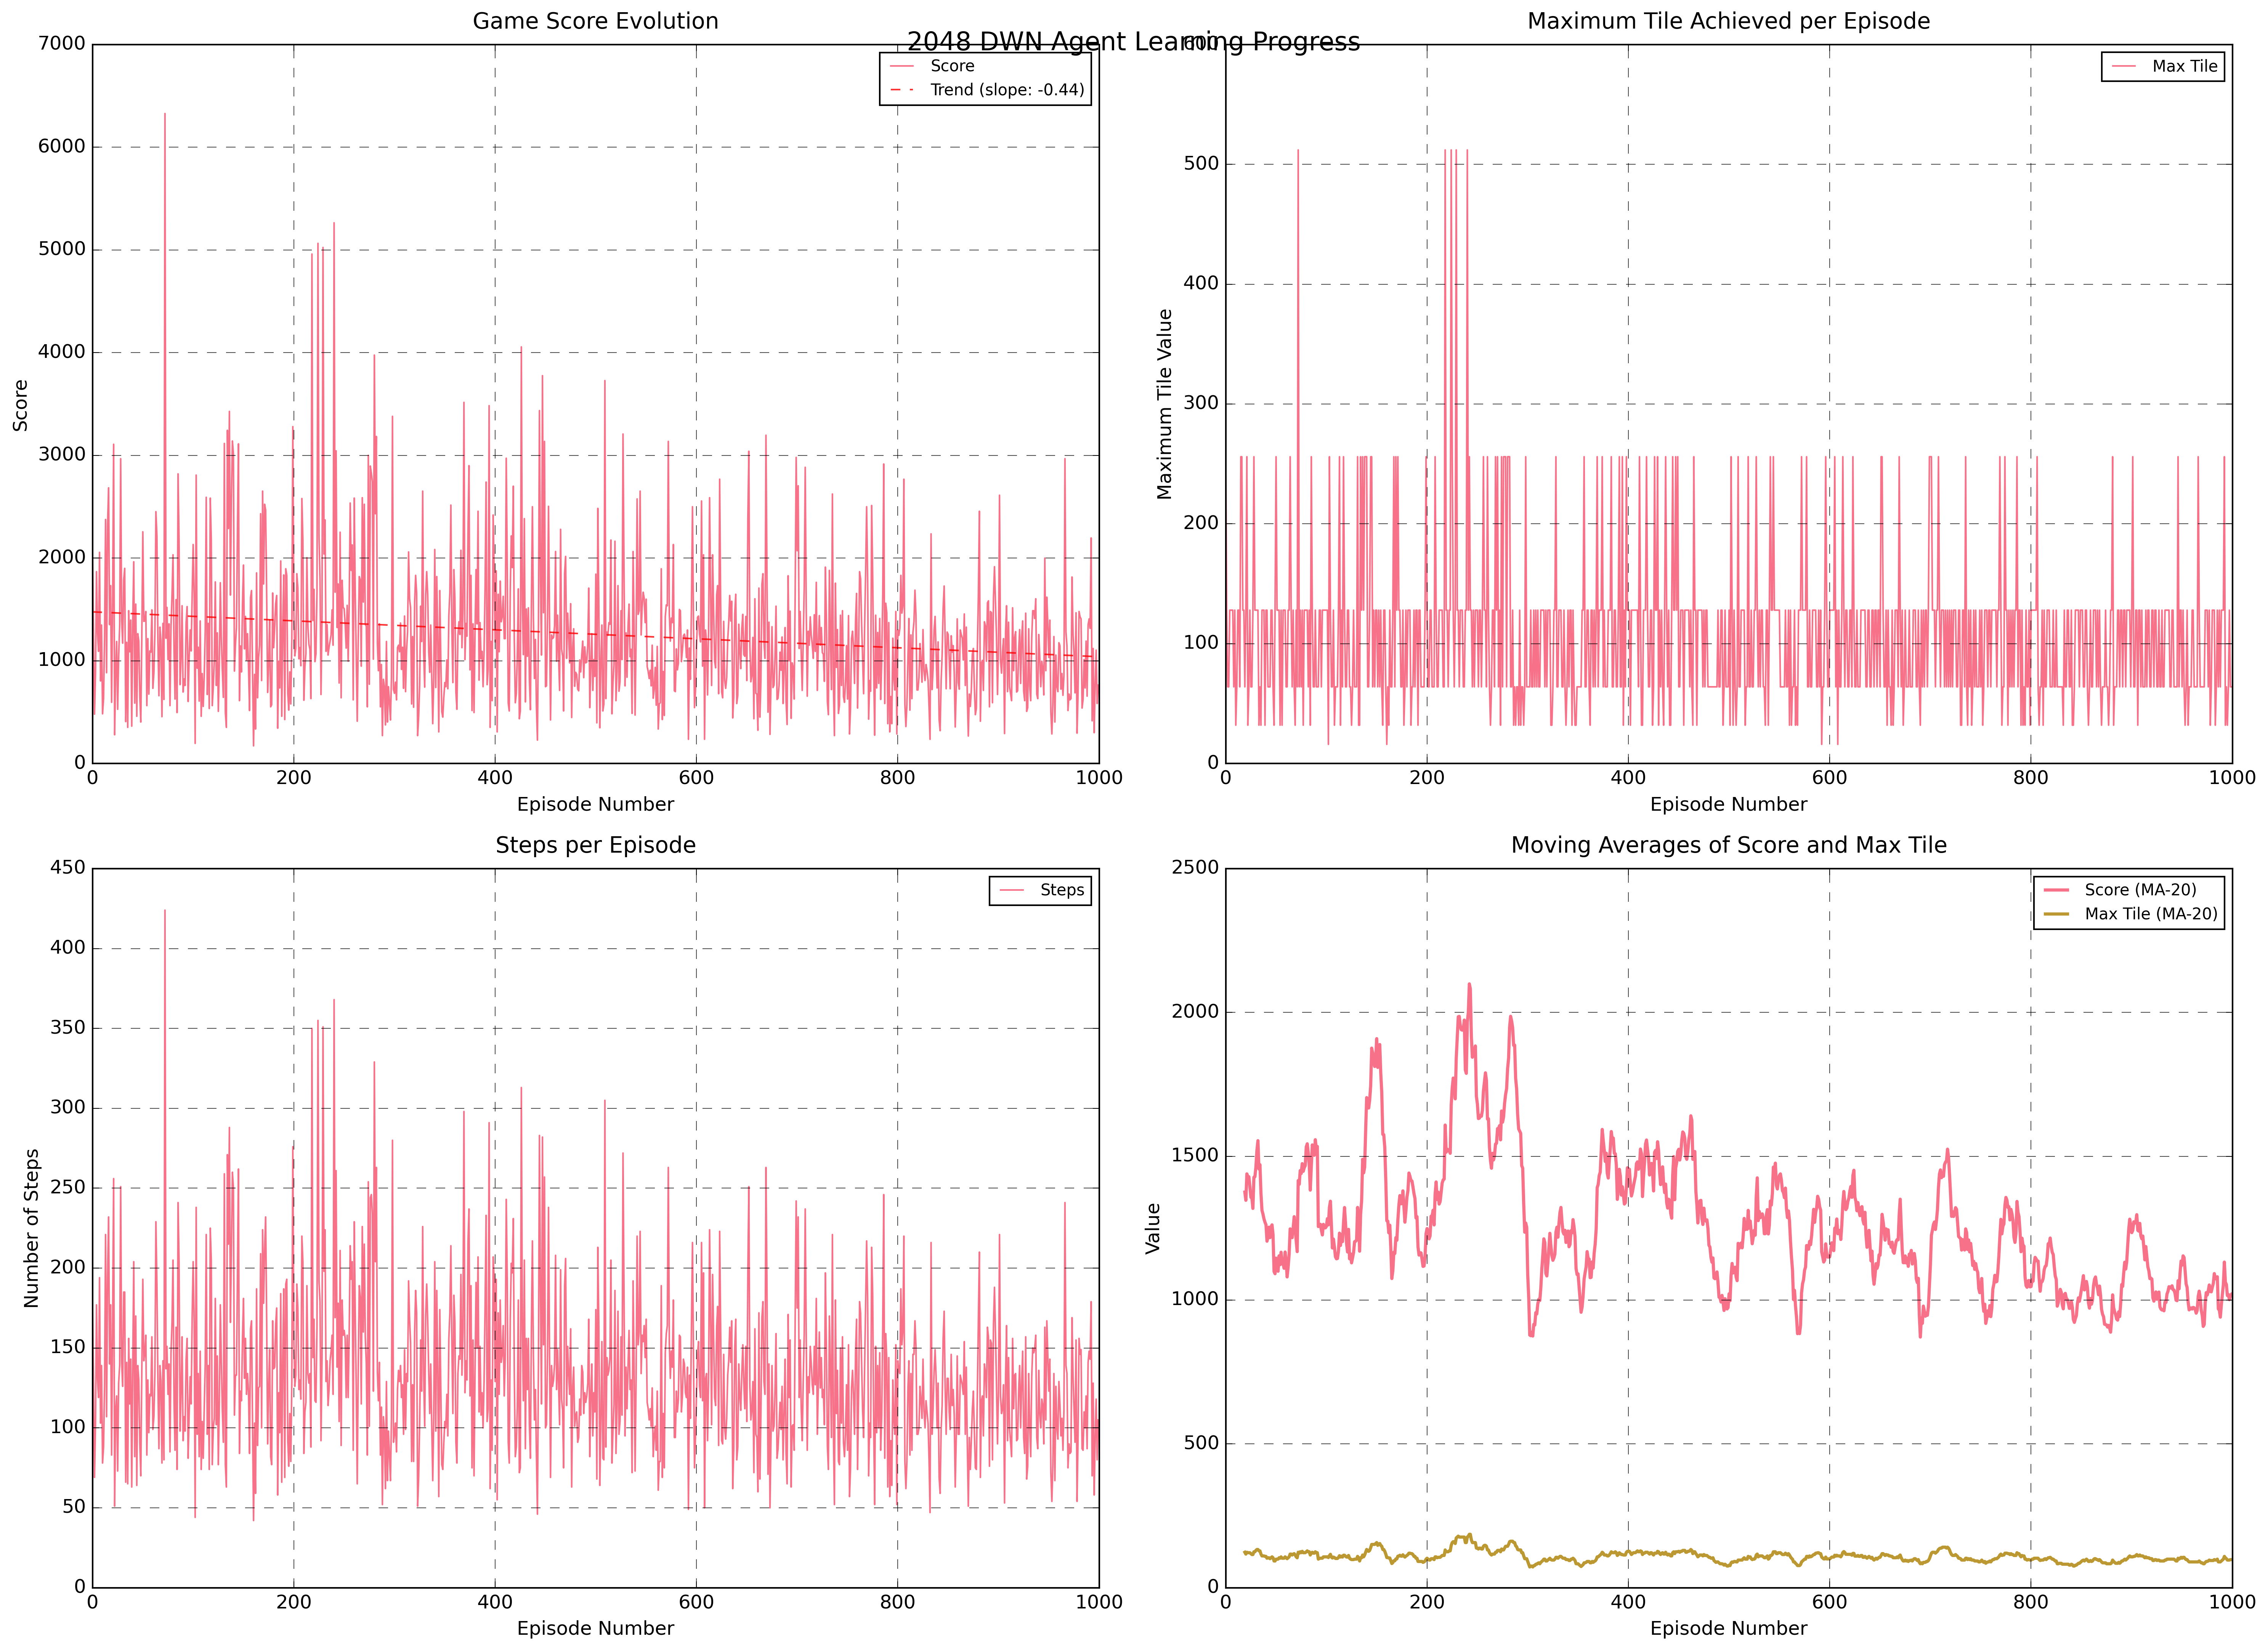 2048 DWN Agent Learning Progress
Game Score Evolution
7000
6000
5000
4000
3000
2000
1000
0
Score
Score
Trend (slope: -0.44)
0 200 400 600 800 1000
Episode Number
Maximum Tile Achieved per Episode
600
500
400
300
200
100
0
Maximum Tile Value
Max Tile
0 200 400 600 800 1000
Episode Number
Steps per Episode
450
400
350
300
250
200
150
100
50
0
Number of Steps
Steps
0 200 400 600 800 1000
Episode Number
Moving Averages of Score and Max Tile
2500
2000
1500
1000
500
0
Value
Score (MA-20)
Max Tile (MA-20)
0 200 400 600 800 1000
Episode Number